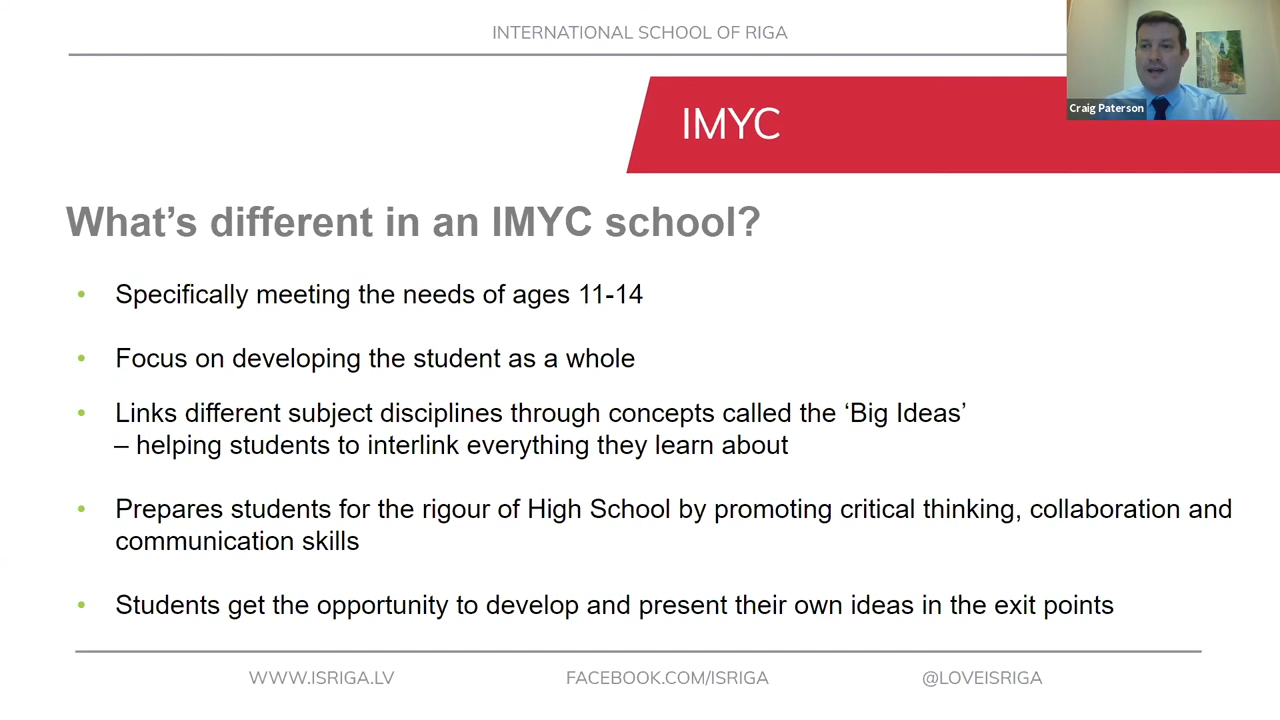 INTERNATIONAL SCHOOL OF RIGA
Craig Paterson
IMYC
What’s different in an IMYC school?
• Specifically meeting the needs of ages 11-14
• Focus on developing the student as a whole
• Links different subject disciplines through concepts called the ‘Big Ideas’
– helping students to interlink everything they learn about
• Prepares students for the rigour of High School by promoting critical thinking, collaboration and
communication skills
• Students get the opportunity to develop and present their own ideas in the exit points
WWW.ISRIGA.LV FACEBOOK.COM/ISRIGA @LOVEISRIGA